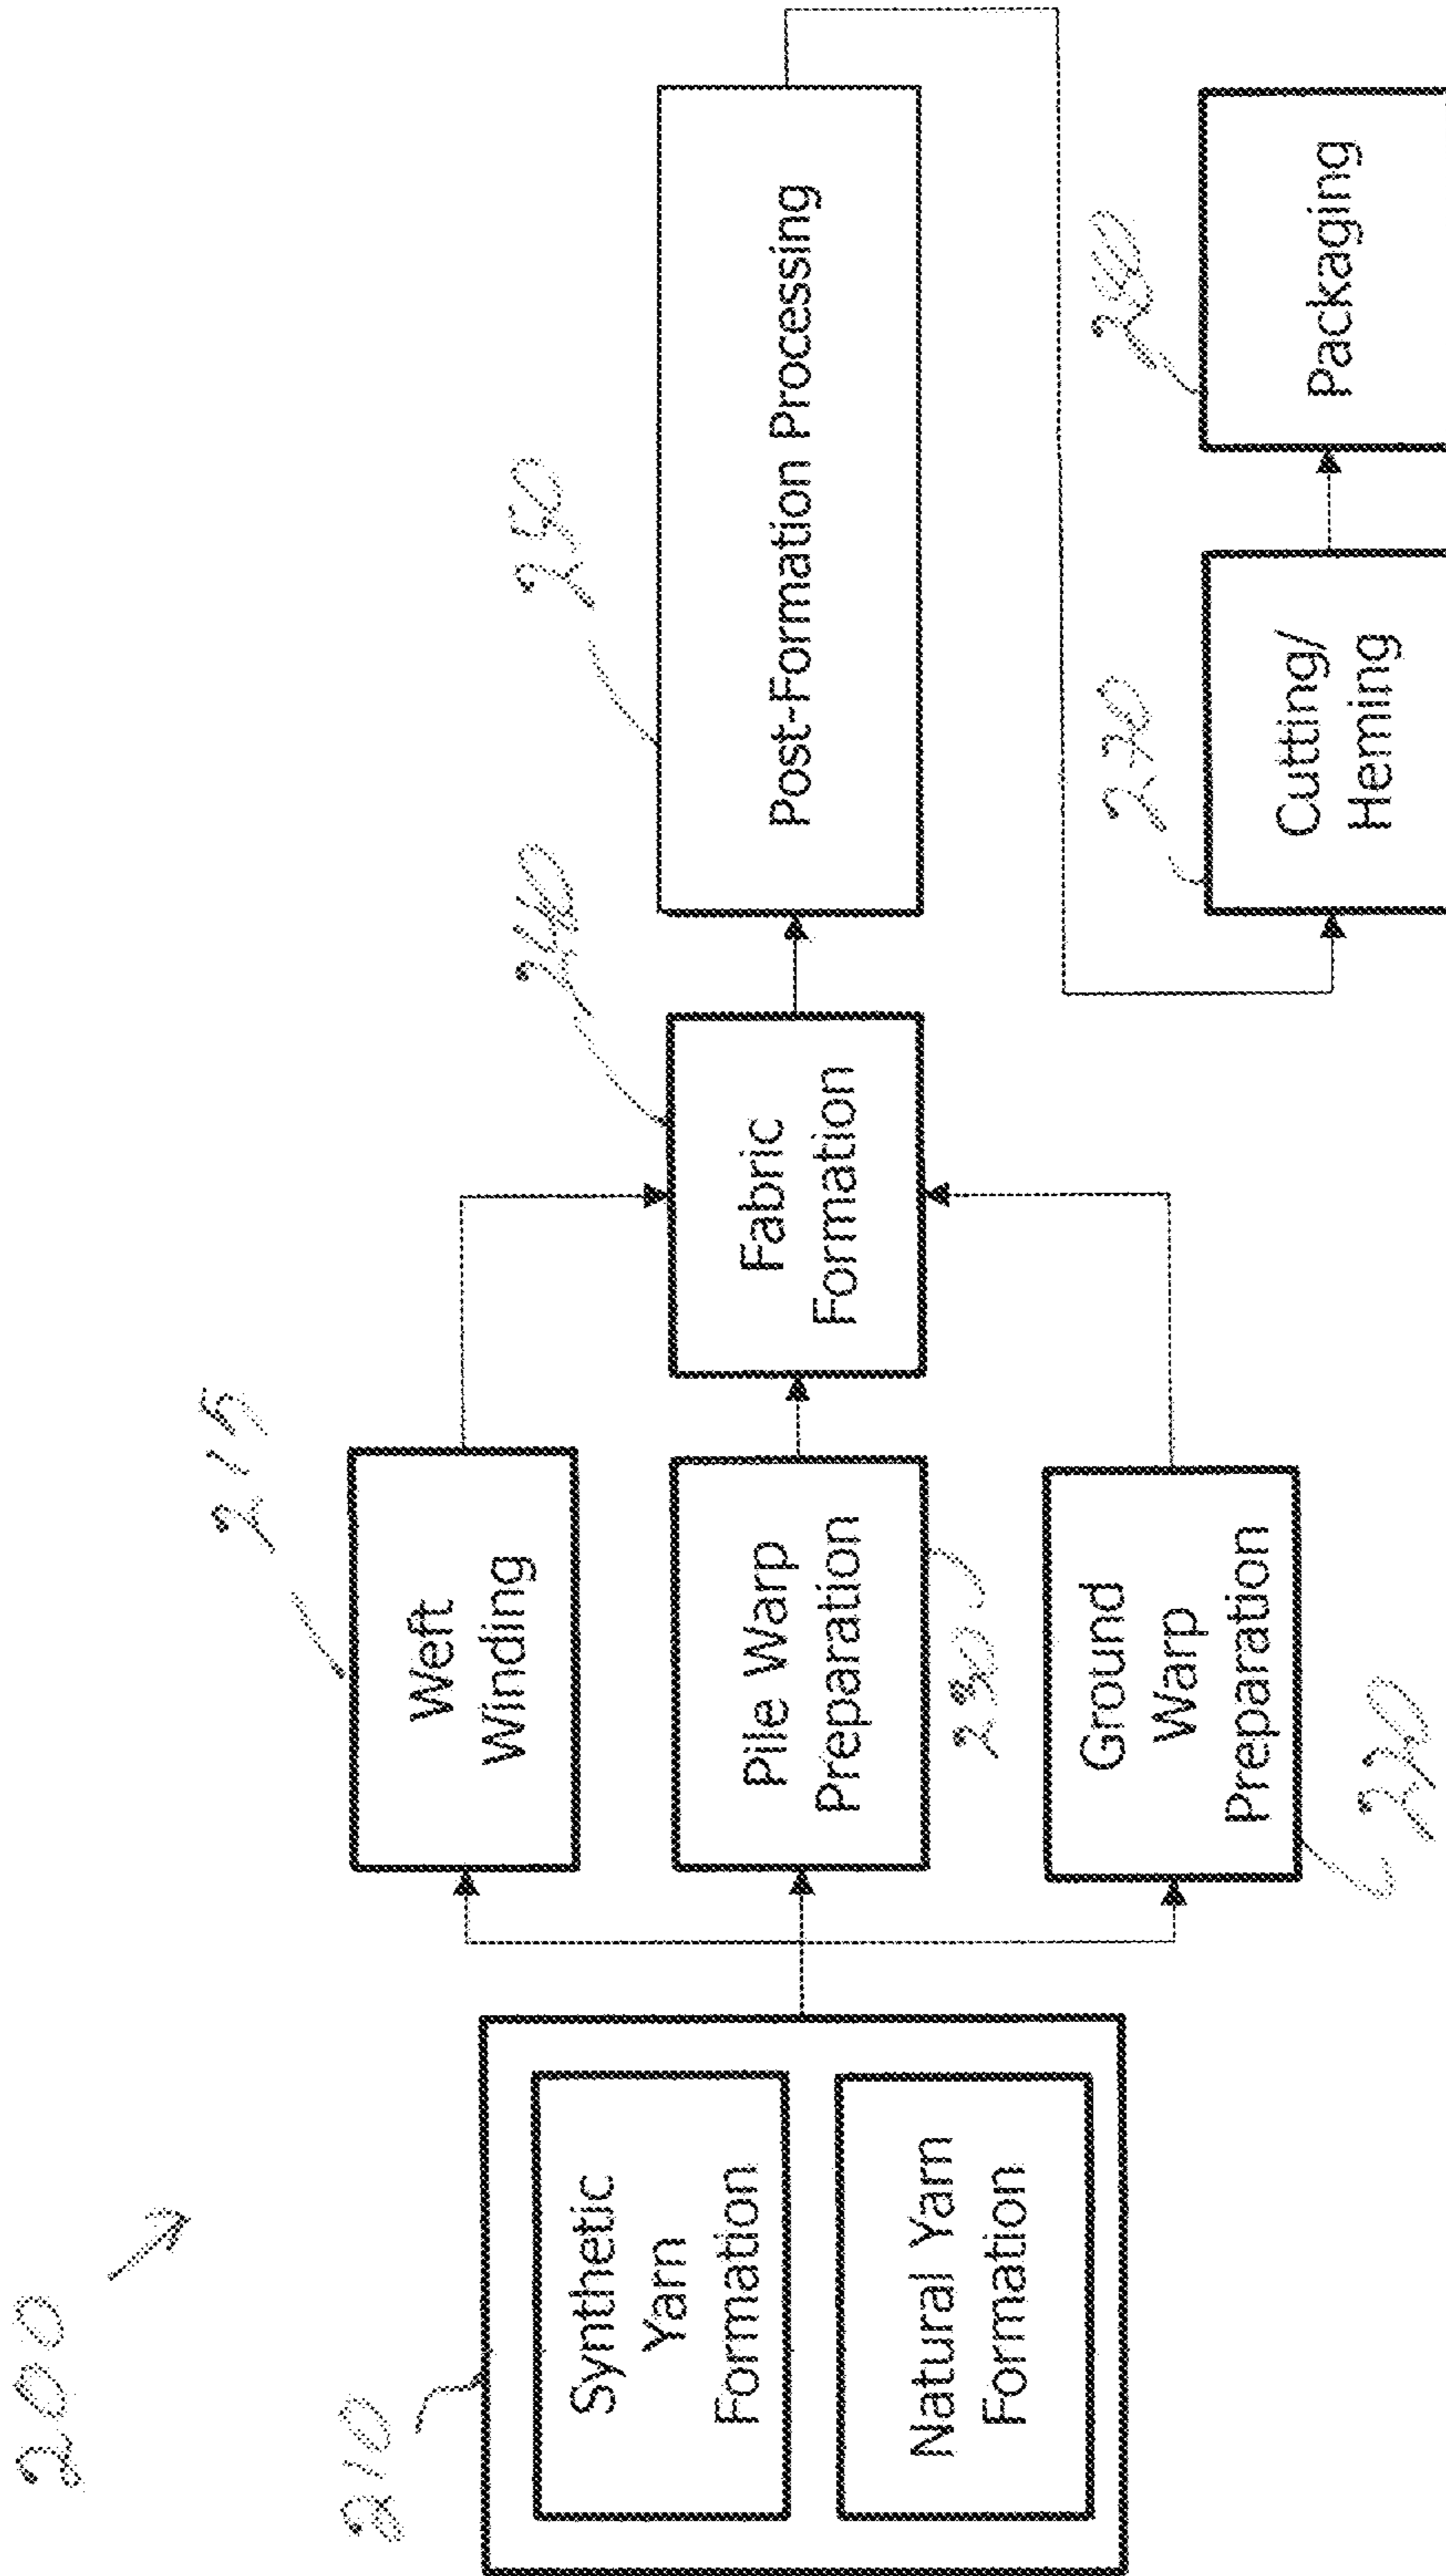 200
210
Synthetic
Yarn
Formation
Natural Yarn
Formation
215
Weft
Winding
Pile Warp
Preparation
230
Ground
Warp
Preparation
220
240
Fabric
Formation
250
Post-Formation Processing
270
Cutting/
Heming
280
Packaging